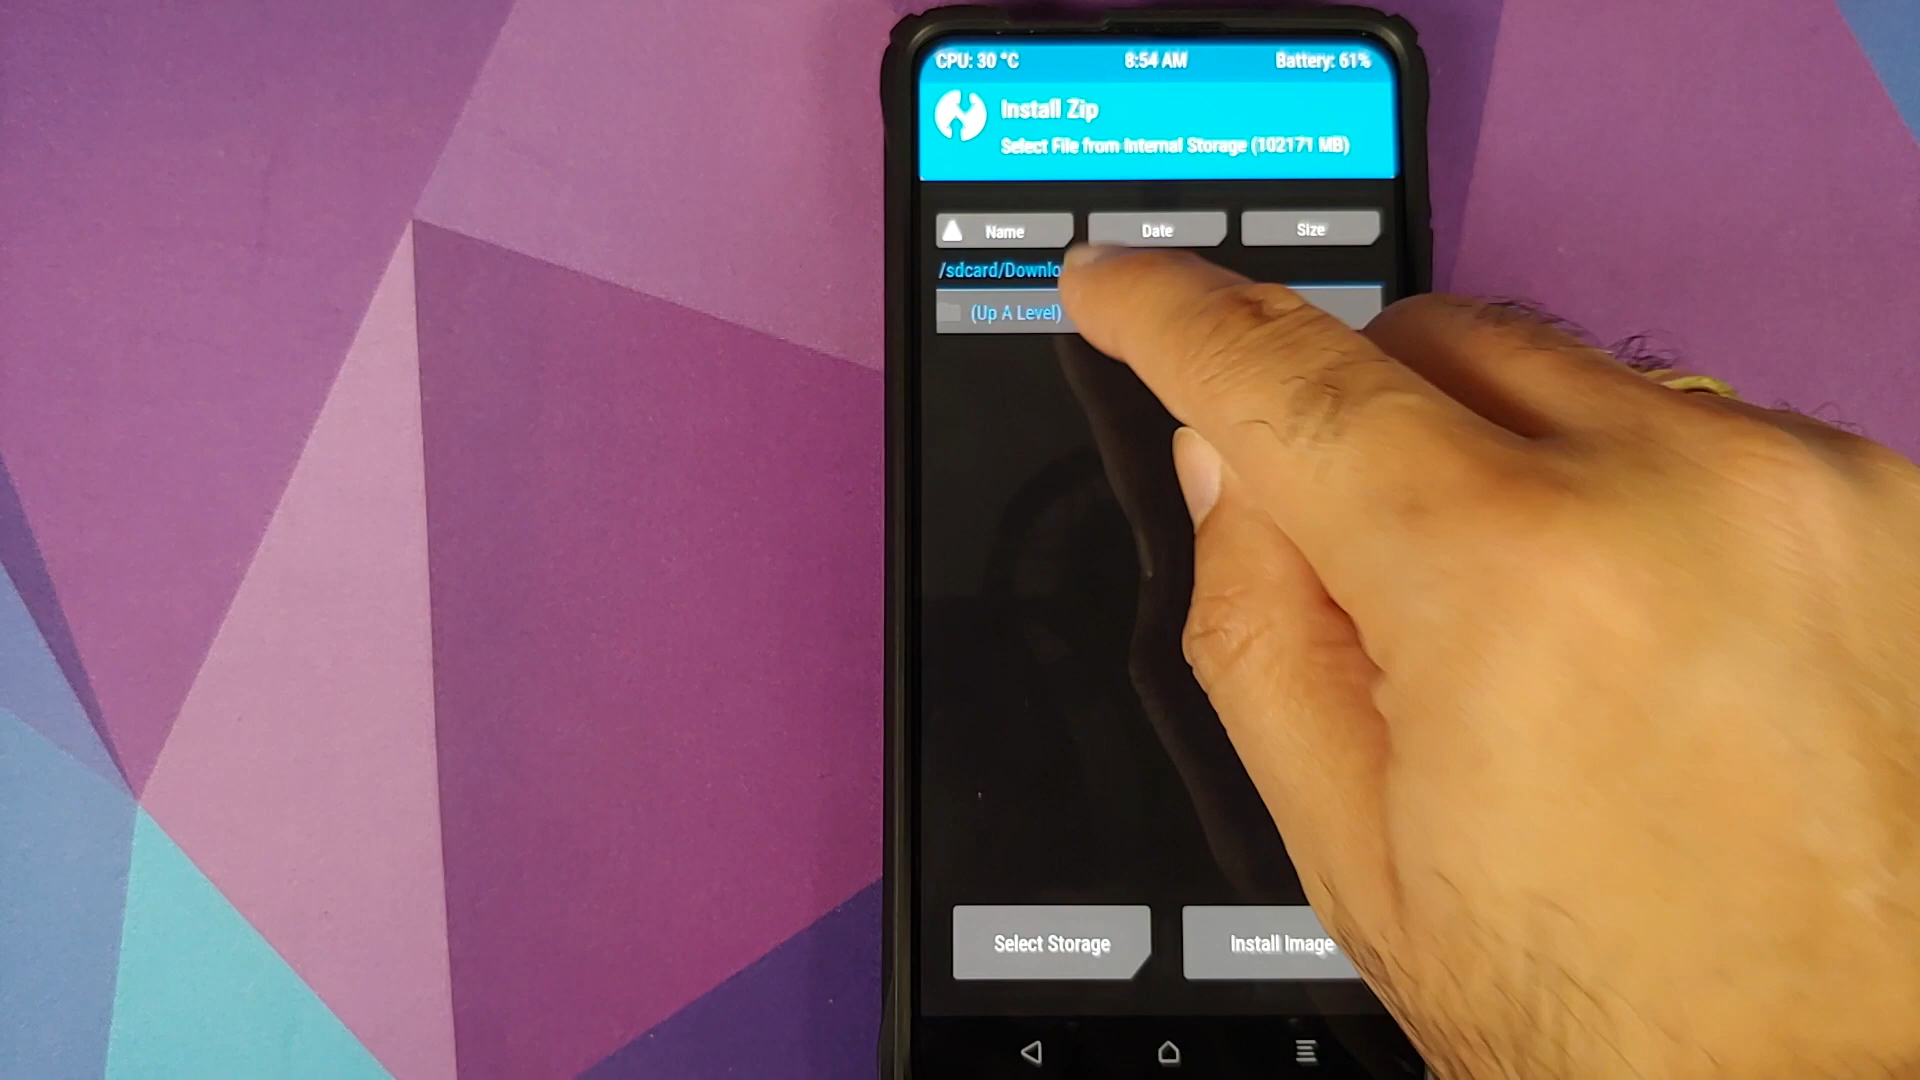 CPU: 30 °C 8:54 AM Battery: 61%
Install Zip
Select File from Internal Storage (102171 MB)
Name Date Size
/sdcard/Downlo
(Up A Level)
Select Storage Install Image